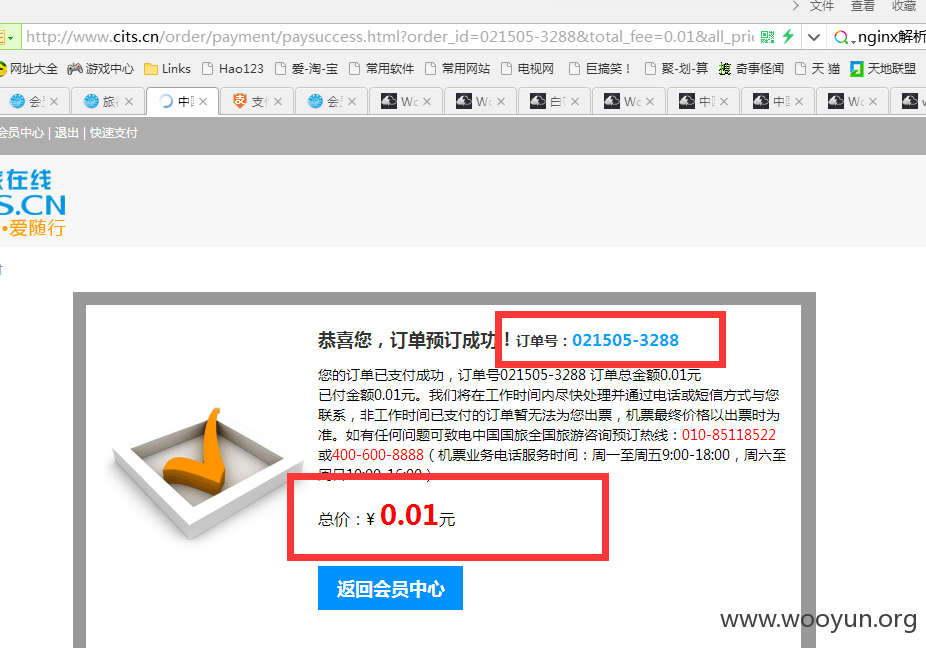 文件 查看 收藏
http://www.cits.cn/order/payment/paysuccess.html?order_id=021505-3288&total_fee=0.01&all_pri
nginx解析
网址大全 游戏中心 Links Hao123 爱-淘-宝 常用软件 常用网站 电视网 巨搞笑！ 聚-划-算 奇事怪闻 天 猫 天地联盟
会 旅 中 支 会 Wo Wo 白 Wo 中 中 Wo
会员中心 | 退出 | 快速支付
在线
S.CN
•爱随行
恭喜您，订单预订成功！订单号：021505-3288
您的订单已支付成功，订单号021505-3288 订单总金额0.01元
已付金额0.01元。我们将在工作时间内尽快处理并通过电话或短信方式与您
联系，非工作时间已支付的订单暂无法为您出票，机票最终价格以出票时为
准。如有任何问题可致电中国国旅全国旅游咨询预订热线：010-85118522
或400-600-8888（机票业务电话服务时间：周一至周五9:00-18:00，周六至
周日10:00-16:00）
总价：¥ 0.01元
返回会员中心
www.wooyun.org